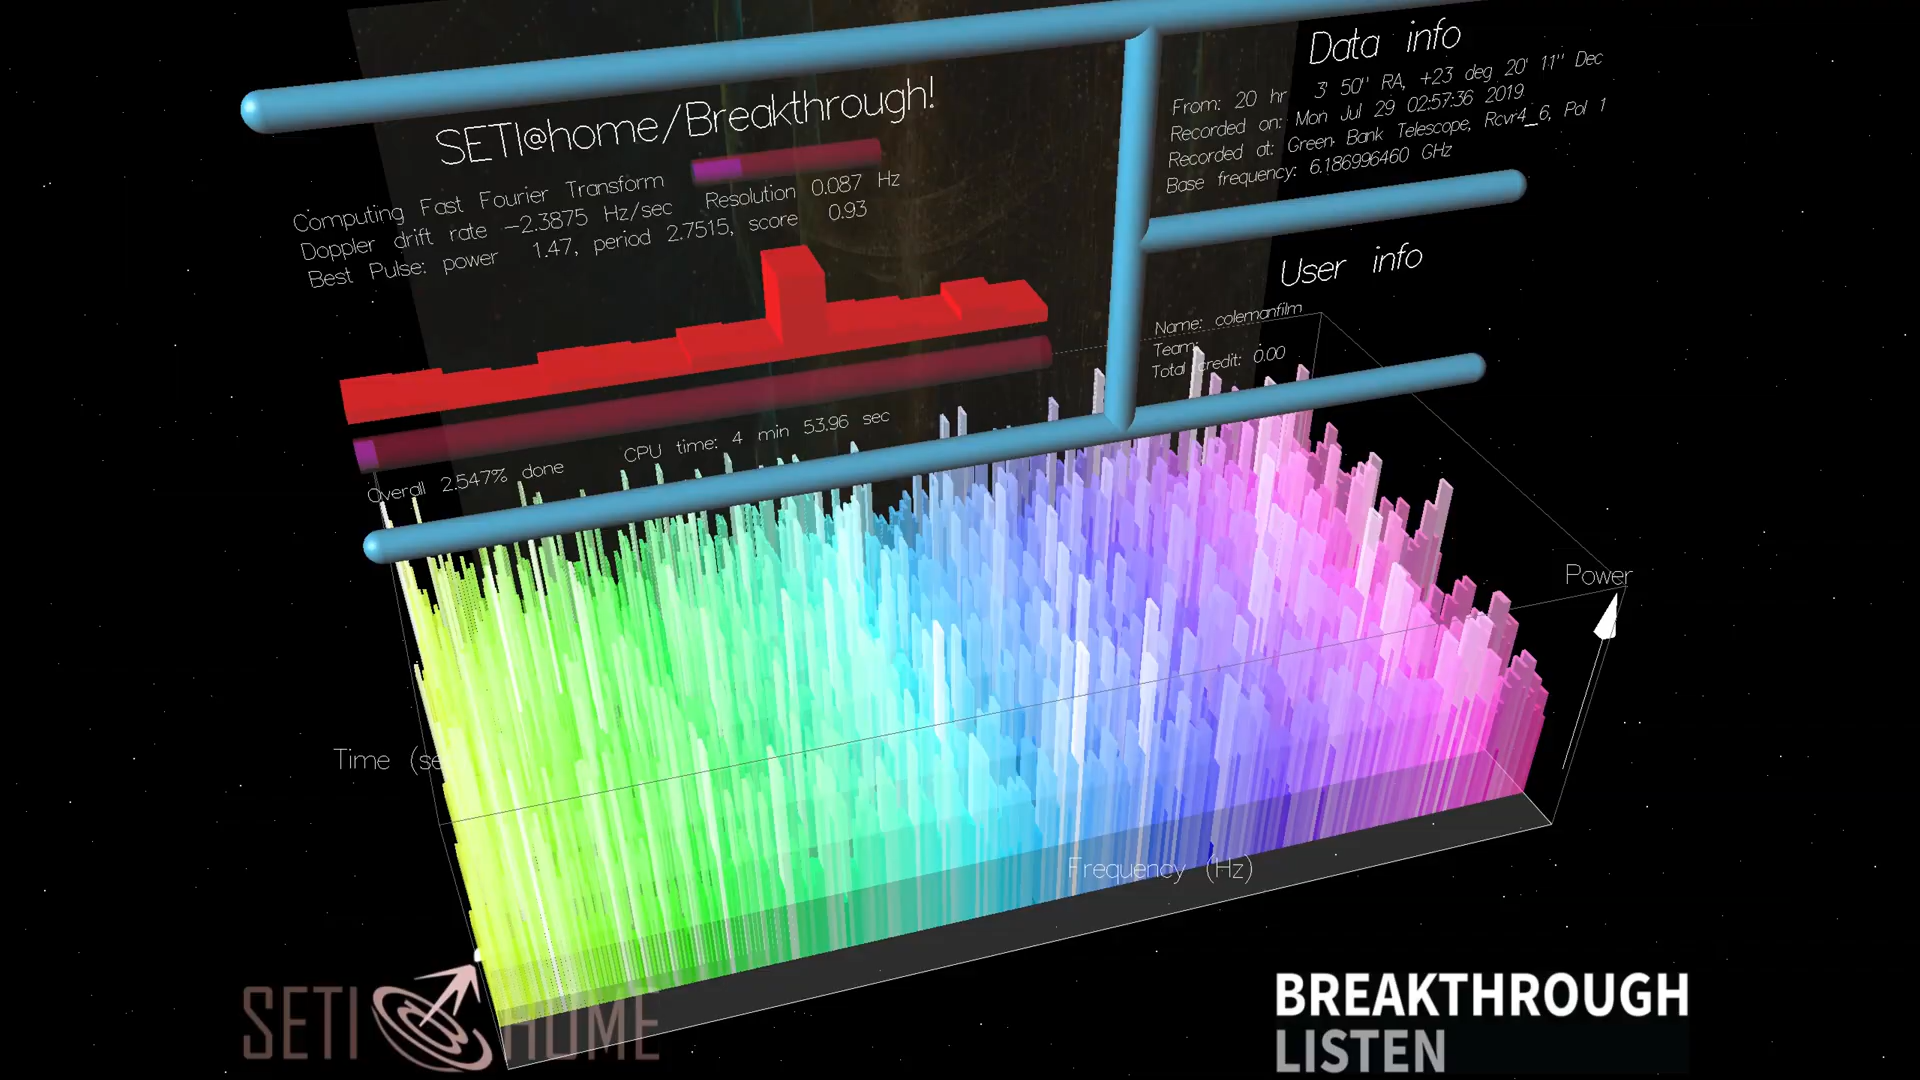 SETI@home/Breakthrough!
Computing Fast Fourier Transform
Doppler drift rate -2.3875 Hz/sec Resolution 0.087 Hz
Best Pulse: power 1.47, period 2.7515, score 0.93
Overall 2.547% done CPU time: 4 min 53.96 sec
Data info
From: 20 hr 3' 50'' RA, +23 deg 20' 11'' Dec
Recorded on: Mon Jul 29 02:57:36 2019
Recorded at: Green Bank Telescope, Rcvr4_6, Pol 1
Base frequency: 6.186996460 GHz
User info
Name: colemanfilm
Team:
Total credit: 0.00
Power
Time (se
Frequency (Hz)
SETI HOME
BREAKTHROUGH
LISTEN